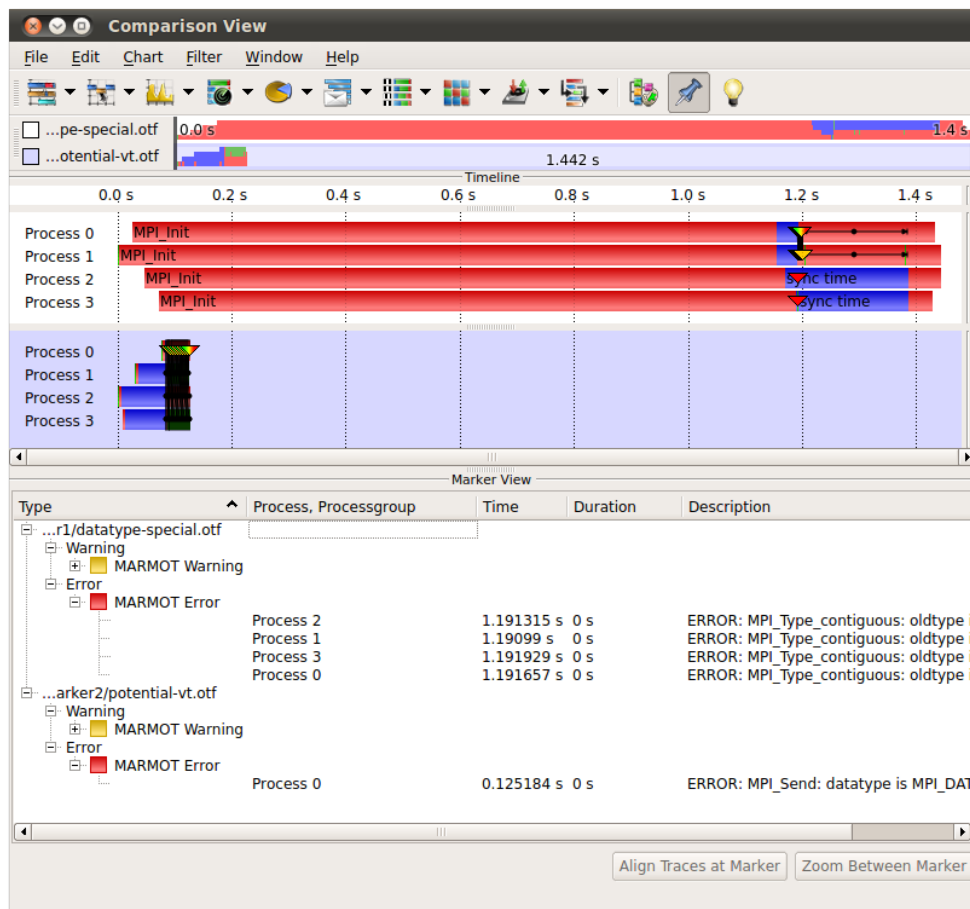 Comparison View
File Edit Chart Filter Window Help
...pe-special.otf 0.0 s 1.4 s
...otential-vt.otf 1.442 s
Timeline
0.0 s 0.2 s 0.4 s 0.6 s 0.8 s 1.0 s 1.2 s 1.4 s
Process 0 MPI_Init
Process 1 MPI_Init
Process 2 MPI_Init sync time
Process 3 MPI_Init sync time
Process 0
Process 1
Process 2
Process 3
Marker View
Type Process, Processgroup Time Duration Description
...r1/datatype-special.otf
Warning
MARMOT Warning
Error
MARMOT Error
Process 2 1.191315 s 0 s ERROR: MPI_Type_contiguous: oldtype i
Process 1 1.19099 s 0 s ERROR: MPI_Type_contiguous: oldtype i
Process 3 1.191929 s 0 s ERROR: MPI_Type_contiguous: oldtype i
Process 0 1.191657 s 0 s ERROR: MPI_Type_contiguous: oldtype i
...arker2/potential-vt.otf
Warning
MARMOT Warning
Error
MARMOT Error
Process 0 0.125184 s 0 s ERROR: MPI_Send: datatype is MPI_DAT
Align Traces at Marker Zoom Between Marker